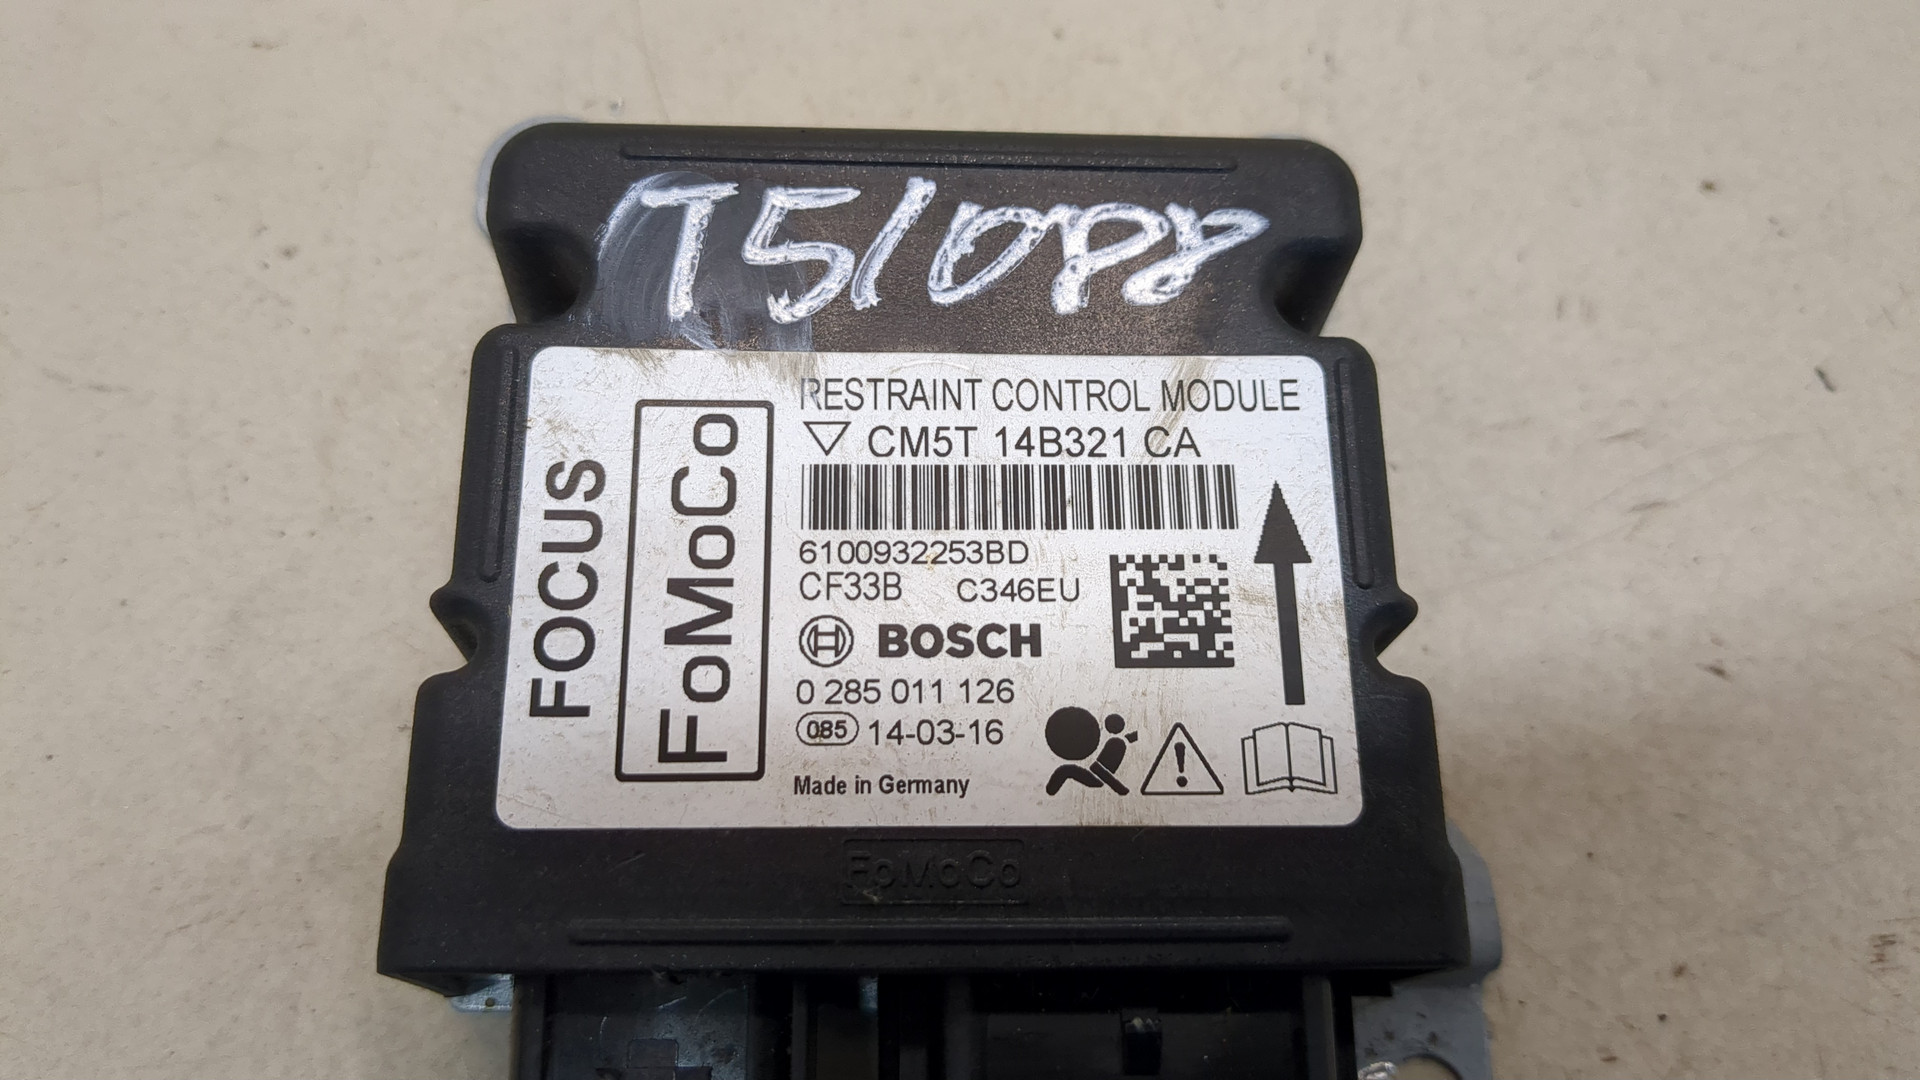 T51088
RESTRAINT CONTROL MODULE
CM5T 14B321 CA
6100932253BD
CF33B C346EU
BOSCH
0 285 011 126
085 14-03-16
Made in Germany
FOCUS
FoMoCo
FoMoCo